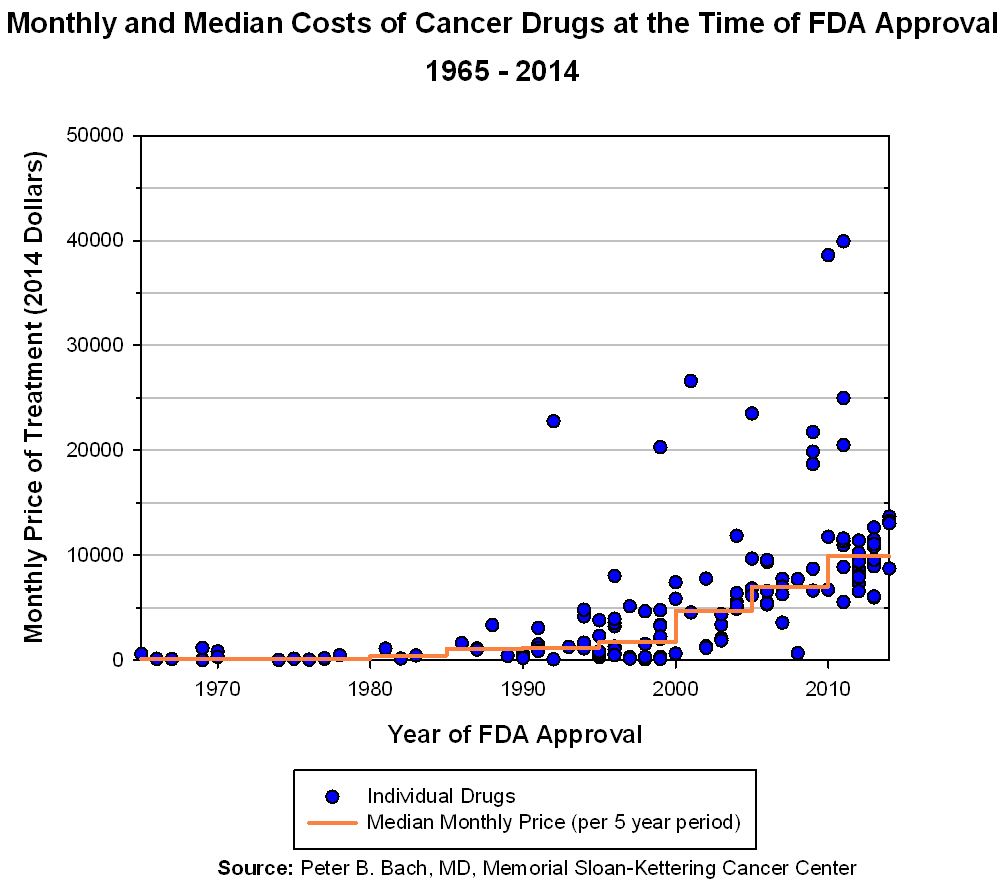 Monthly and Median Costs of Cancer Drugs at the Time of FDA Approval
1965 - 2014
Monthly Price of Treatment (2014 Dollars)
50000
40000
30000
20000
10000
0
1970 1980 1990 2000 2010
Year of FDA Approval
Individual Drugs
Median Monthly Price (per 5 year period)
Source: Peter B. Bach, MD, Memorial Sloan-Kettering Cancer Center